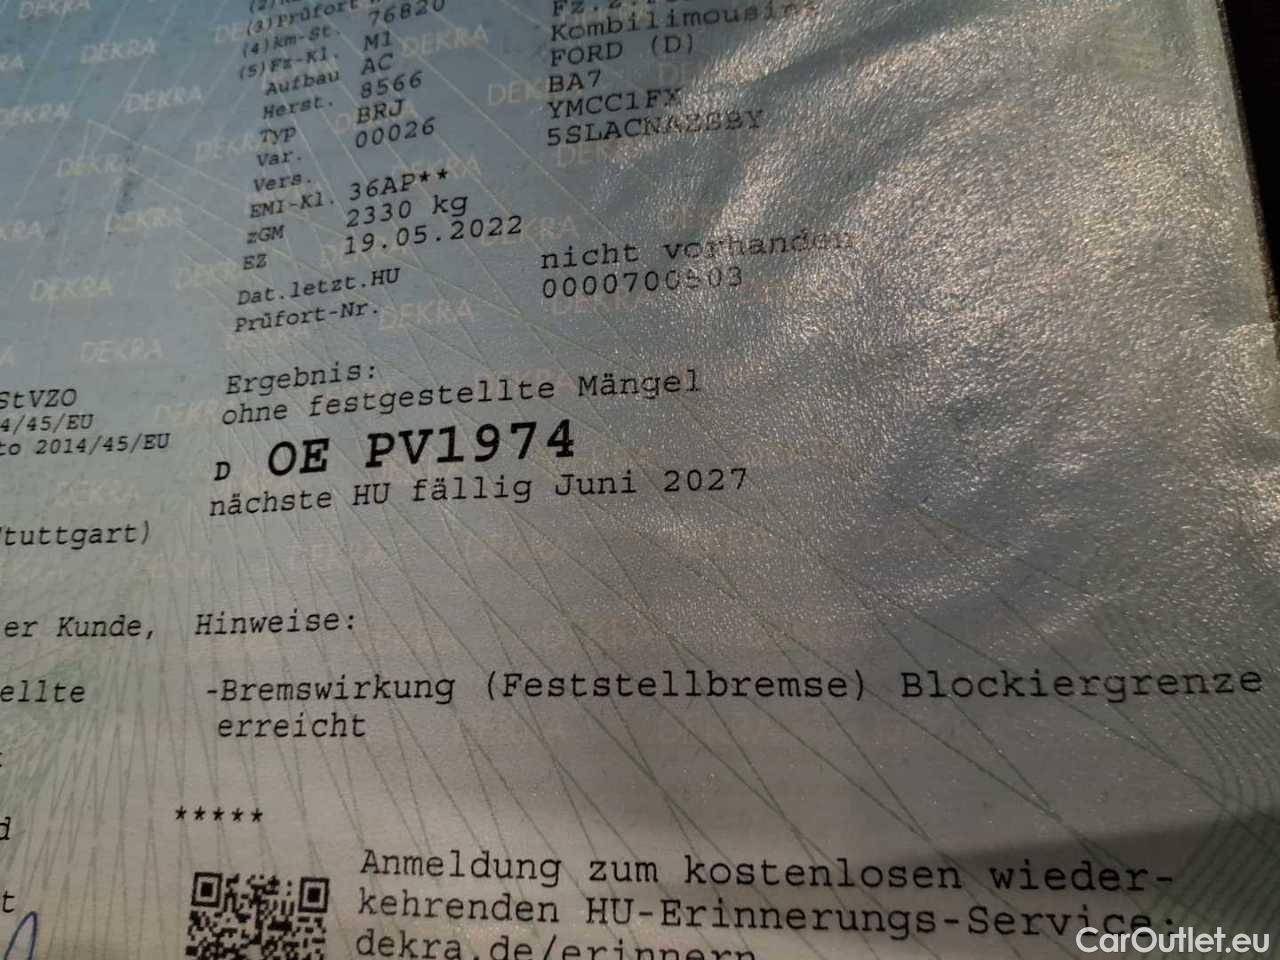 (3)Prüfort
(4)km-St. 76820
(5)Fz-Kl. M1 Kombilimousine
Aufbau AC FORD (D)
Herst. 8566 BA7
Typ BRJ YMCC1FX
Var. 00026
Vers.
EMI-Kl. 36AP**
zGM 2330 kg
EZ 19.05.2022
Dat.letzt.HU nicht vorhanden
Prüfort-Nr.
Ergebnis:
ohne festgestellte Mängel
D OE PV1974
nächste HU fällig Juni 2027
StVZO
4/45/EU
to 2014/45/EU
tuttgart)
er Kunde, Hinweise:
ellte -Bremswirkung (Feststellbremse) Blockiergrenze
erreicht
*****
Anmeldung zum kostenlosen wieder-
kehrenden HU-Erinnerungs-Service:
dekra.de/erinnern
DEKRA
CarOutlet.eu